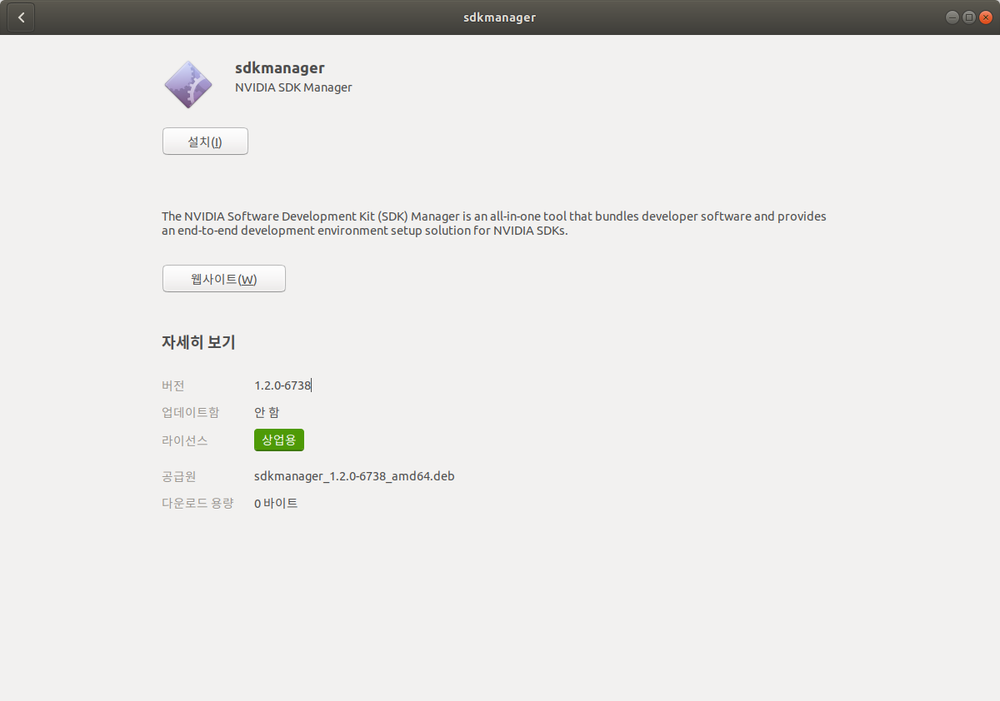 sdkmanager
sdkmanager
NVIDIA SDK Manager
설치(I)
The NVIDIA Software Development Kit (SDK) Manager is an all-in-one tool that bundles developer software and provides
an end-to-end development environment setup solution for NVIDIA SDKs.
웹사이트(W)
자세히 보기
버전 1.2.0-6738
업데이트함 안 함
라이선스 상업용
공급원 sdkmanager_1.2.0-6738_amd64.deb
다운로드 용량 0 바이트